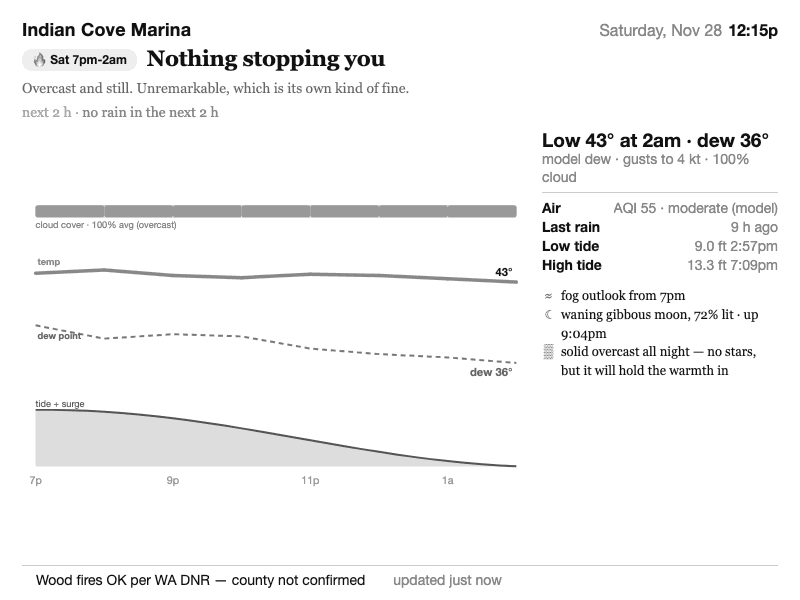 Indian Cove Marina
Saturday, Nov 28 12:15p
Sat 7pm-2am Nothing stopping you
Overcast and still. Unremarkable, which is its own kind of fine.
next 2 h · no rain in the next 2 h
Low 43° at 2am · dew 36°
model dew · gusts to 4 kt · 100%
cloud
Air AQI 55 · moderate (model)
Last rain 9 h ago
Low tide 9.0 ft 2:57pm
High tide 13.3 ft 7:09pm
≈ fog outlook from 7pm
☾ waning gibbous moon, 72% lit · up
9:04pm
▒ solid overcast all night — no stars,
but it will hold the warmth in
cloud cover · 100% avg (overcast)
temp
43°
dew point
dew 36°
tide + surge
7p 9p 11p 1a
Wood fires OK per WA DNR — county not confirmed updated just now